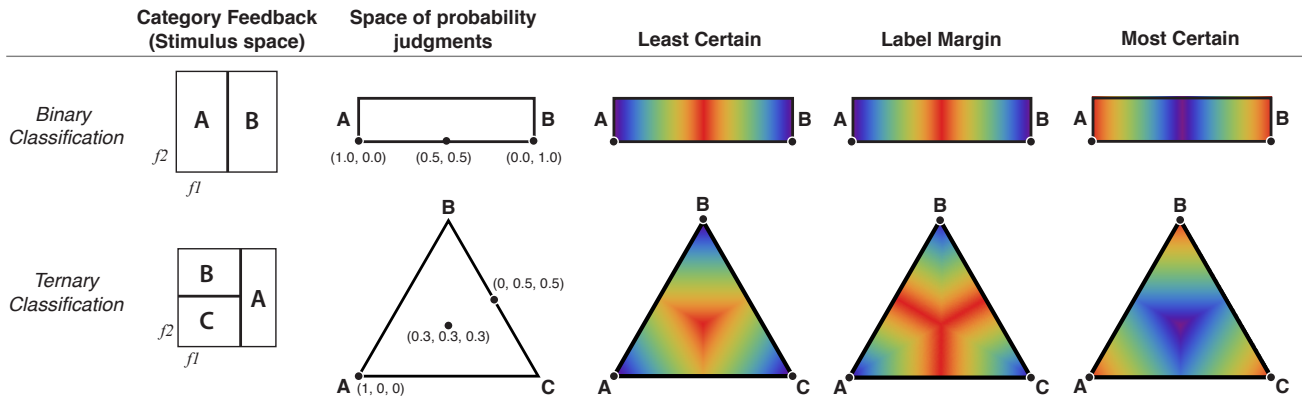 Category Feedback
(Stimulus space)
Space of probability
judgments
Least Certain
Label Margin
Most Certain
Binary
Classification
A
B
f2
f1
A
B
(1.0, 0.0)
(0.5, 0.5)
(0.0, 1.0)
A
B
A
B
A
B
Ternary
Classification
B
C
A
f2
f1
B
(0, 0.5, 0.5)
(0.3, 0.3, 0.3)
A
(1, 0, 0)
C
B
A
C
B
A
C
B
A
C